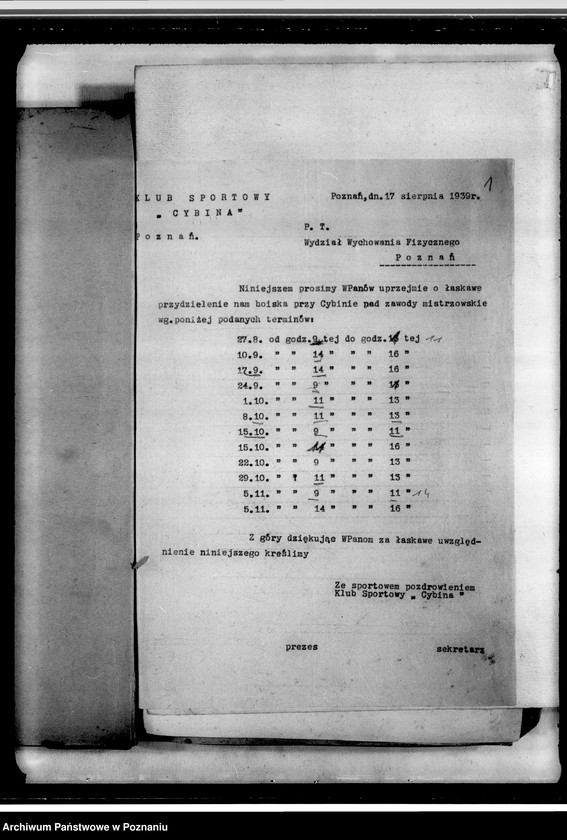 1
KLUB SPORTOWY
„CYBINA"
Poznań.
Poznań,dn.17 sierpnia 1939r.
P. T.
Wydział Wychowania Fizycznego
Poznań
Niniejszem prosimy WPanów uprzejmie o łaskawe
przydzielenie nam boiska przy Cybinie pod zawody mistrzowskie
wg.poniżej podanych terminów:
27.8. od godz.9 tej do godz. tej 11
10.9. " " 14 " " " 16 "
17.9. " " 14 " " " 16 "
24.9. " " 9 " " " "
1.10. " " 11 " " " 13 "
8.10. " " 11 " " " 13 "
15.10. " " 9 " " " 11 "
15.10. " " " " " 16 "
22.10. " " 9 " " " 13 "
29.10. " " 11 " " " 13 "
5.11. " " 9 " " " 11 " 14
5.11. " " 14 " " " 16 "
Z góry dziękując WPanom za łaskawe uwzględ-
nienie niniejszego kreślimy
Ze sportowem pozdrowieniem
Klub Sportowy „ Cybina "
prezes sekretarz
Archiwum Państwowe w Poznaniu